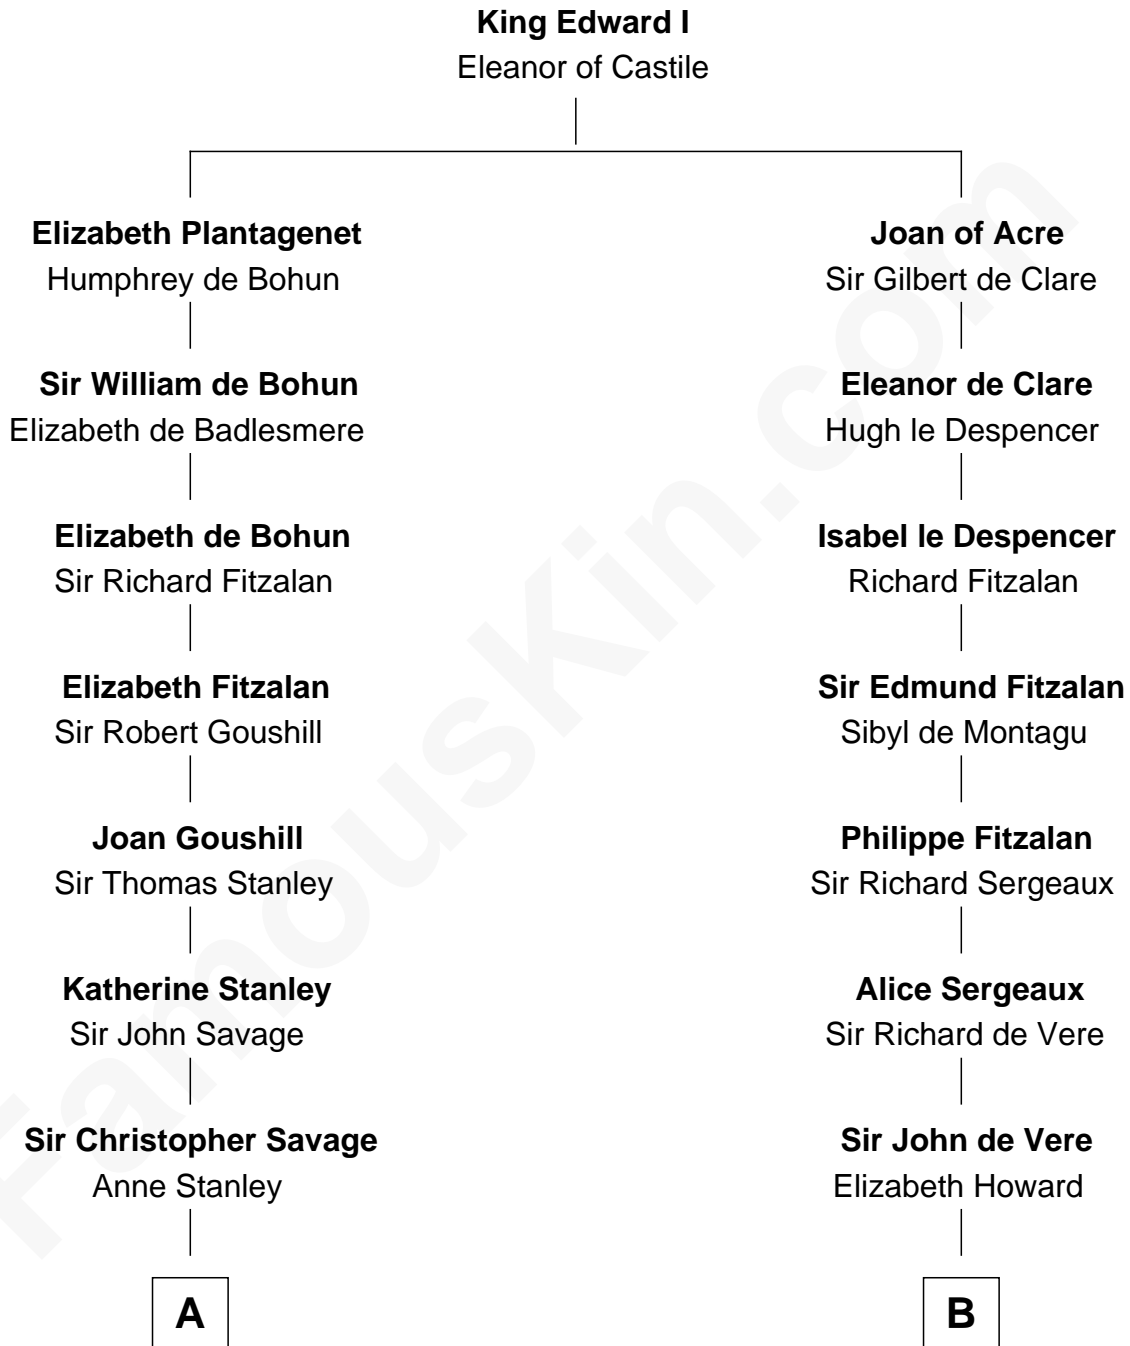 King Edward I
Eleanor of Castile
Elizabeth Plantagenet
Humphrey de Bohun
Joan of Acre
Sir Gilbert de Clare
Sir William de Bohun
Elizabeth de Badlesmere
Eleanor de Clare
Hugh le Despencer
Elizabeth de Bohun
Sir Richard Fitzalan
Isabel le Despencer
Richard Fitzalan
Elizabeth Fitzalan
Sir Robert Goushill
Sir Edmund Fitzalan
Sibyl de Montagu
Joan Goushill
Sir Thomas Stanley
Philippe Fitzalan
Sir Richard Sergeaux
Katherine Stanley
Sir John Savage
Alice Sergeaux
Sir Richard de Vere
Sir Christopher Savage
Anne Stanley
Sir John de Vere
Elizabeth Howard
A
B
FamousKin.com